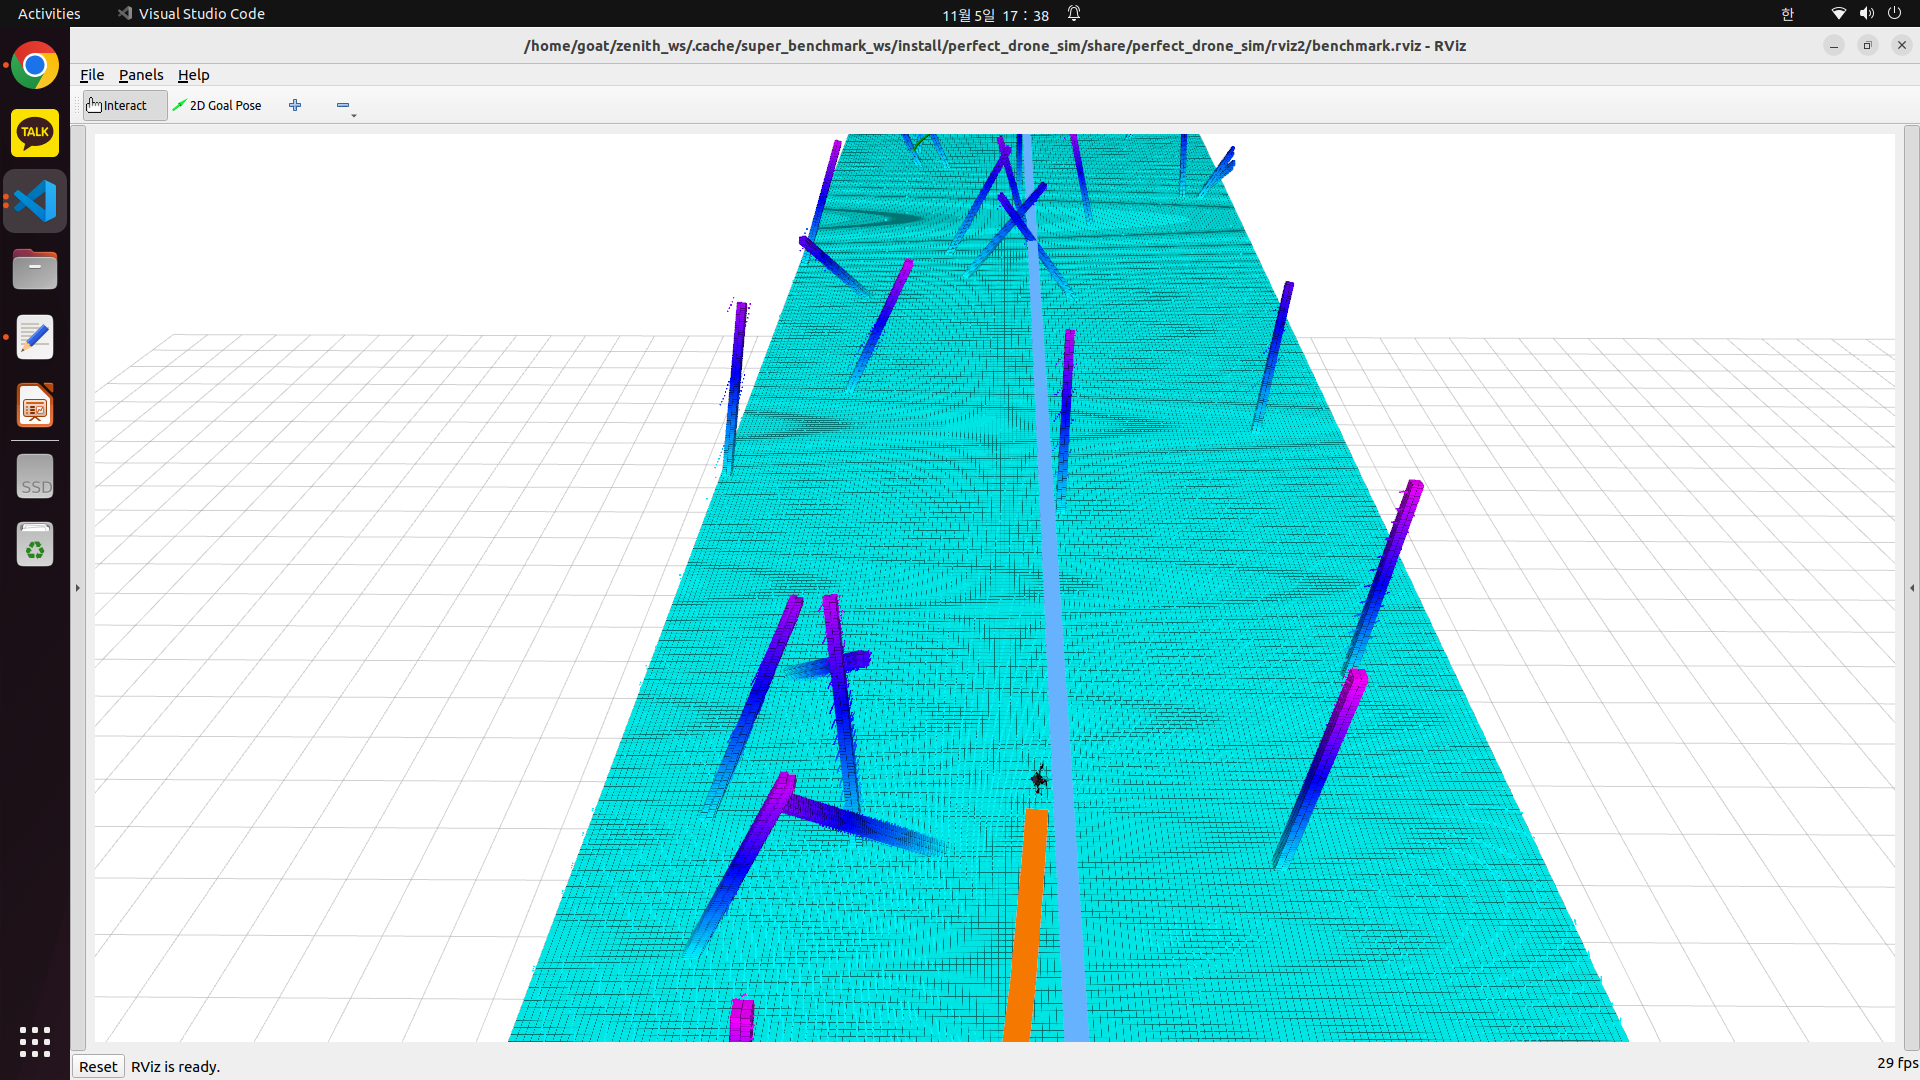 Activities
Visual Studio Code
11월 5일 17 : 38
한
/home/goat/zenith_ws/.cache/super_benchmark_ws/install/perfect_drone_sim/share/perfect_drone_sim/rviz2/benchmark.rviz - RViz
File Panels Help
Interact 2D Goal Pose
TALK
SSD
Reset RViz is ready.
29 fps